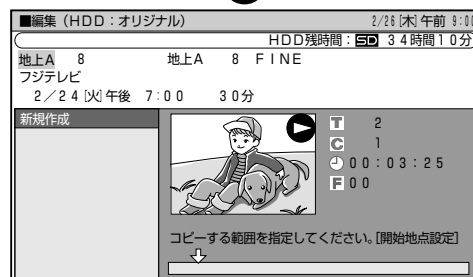 ■編集（HDD：オリジナル） 2/26[木]午前 9:00
HDD残時間：SD 34時間10分
地上A 8 地上A 8 FINE
フジテレビ
2／24[火]午後 7:00 30分
新規作成
T 2
C 1
00:03:25
F 00
コピーする範囲を指定してください。[開始地点設定]